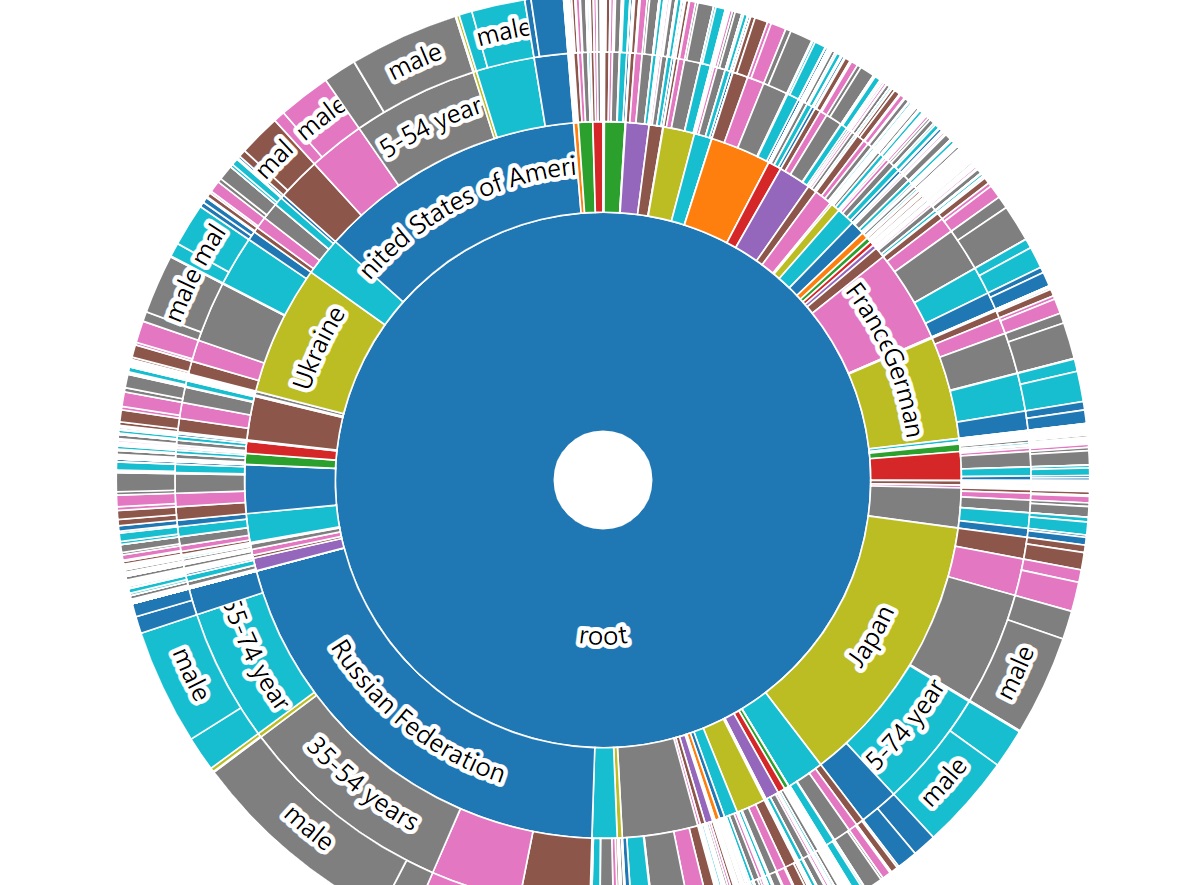 male
male
male
mal
5-54 year
nited States of Ameri
mal
male
Ukraine
France
German
Japan
root
55-74 year
Russian Federation
male
35-54 years
male
5-74 year
male
male